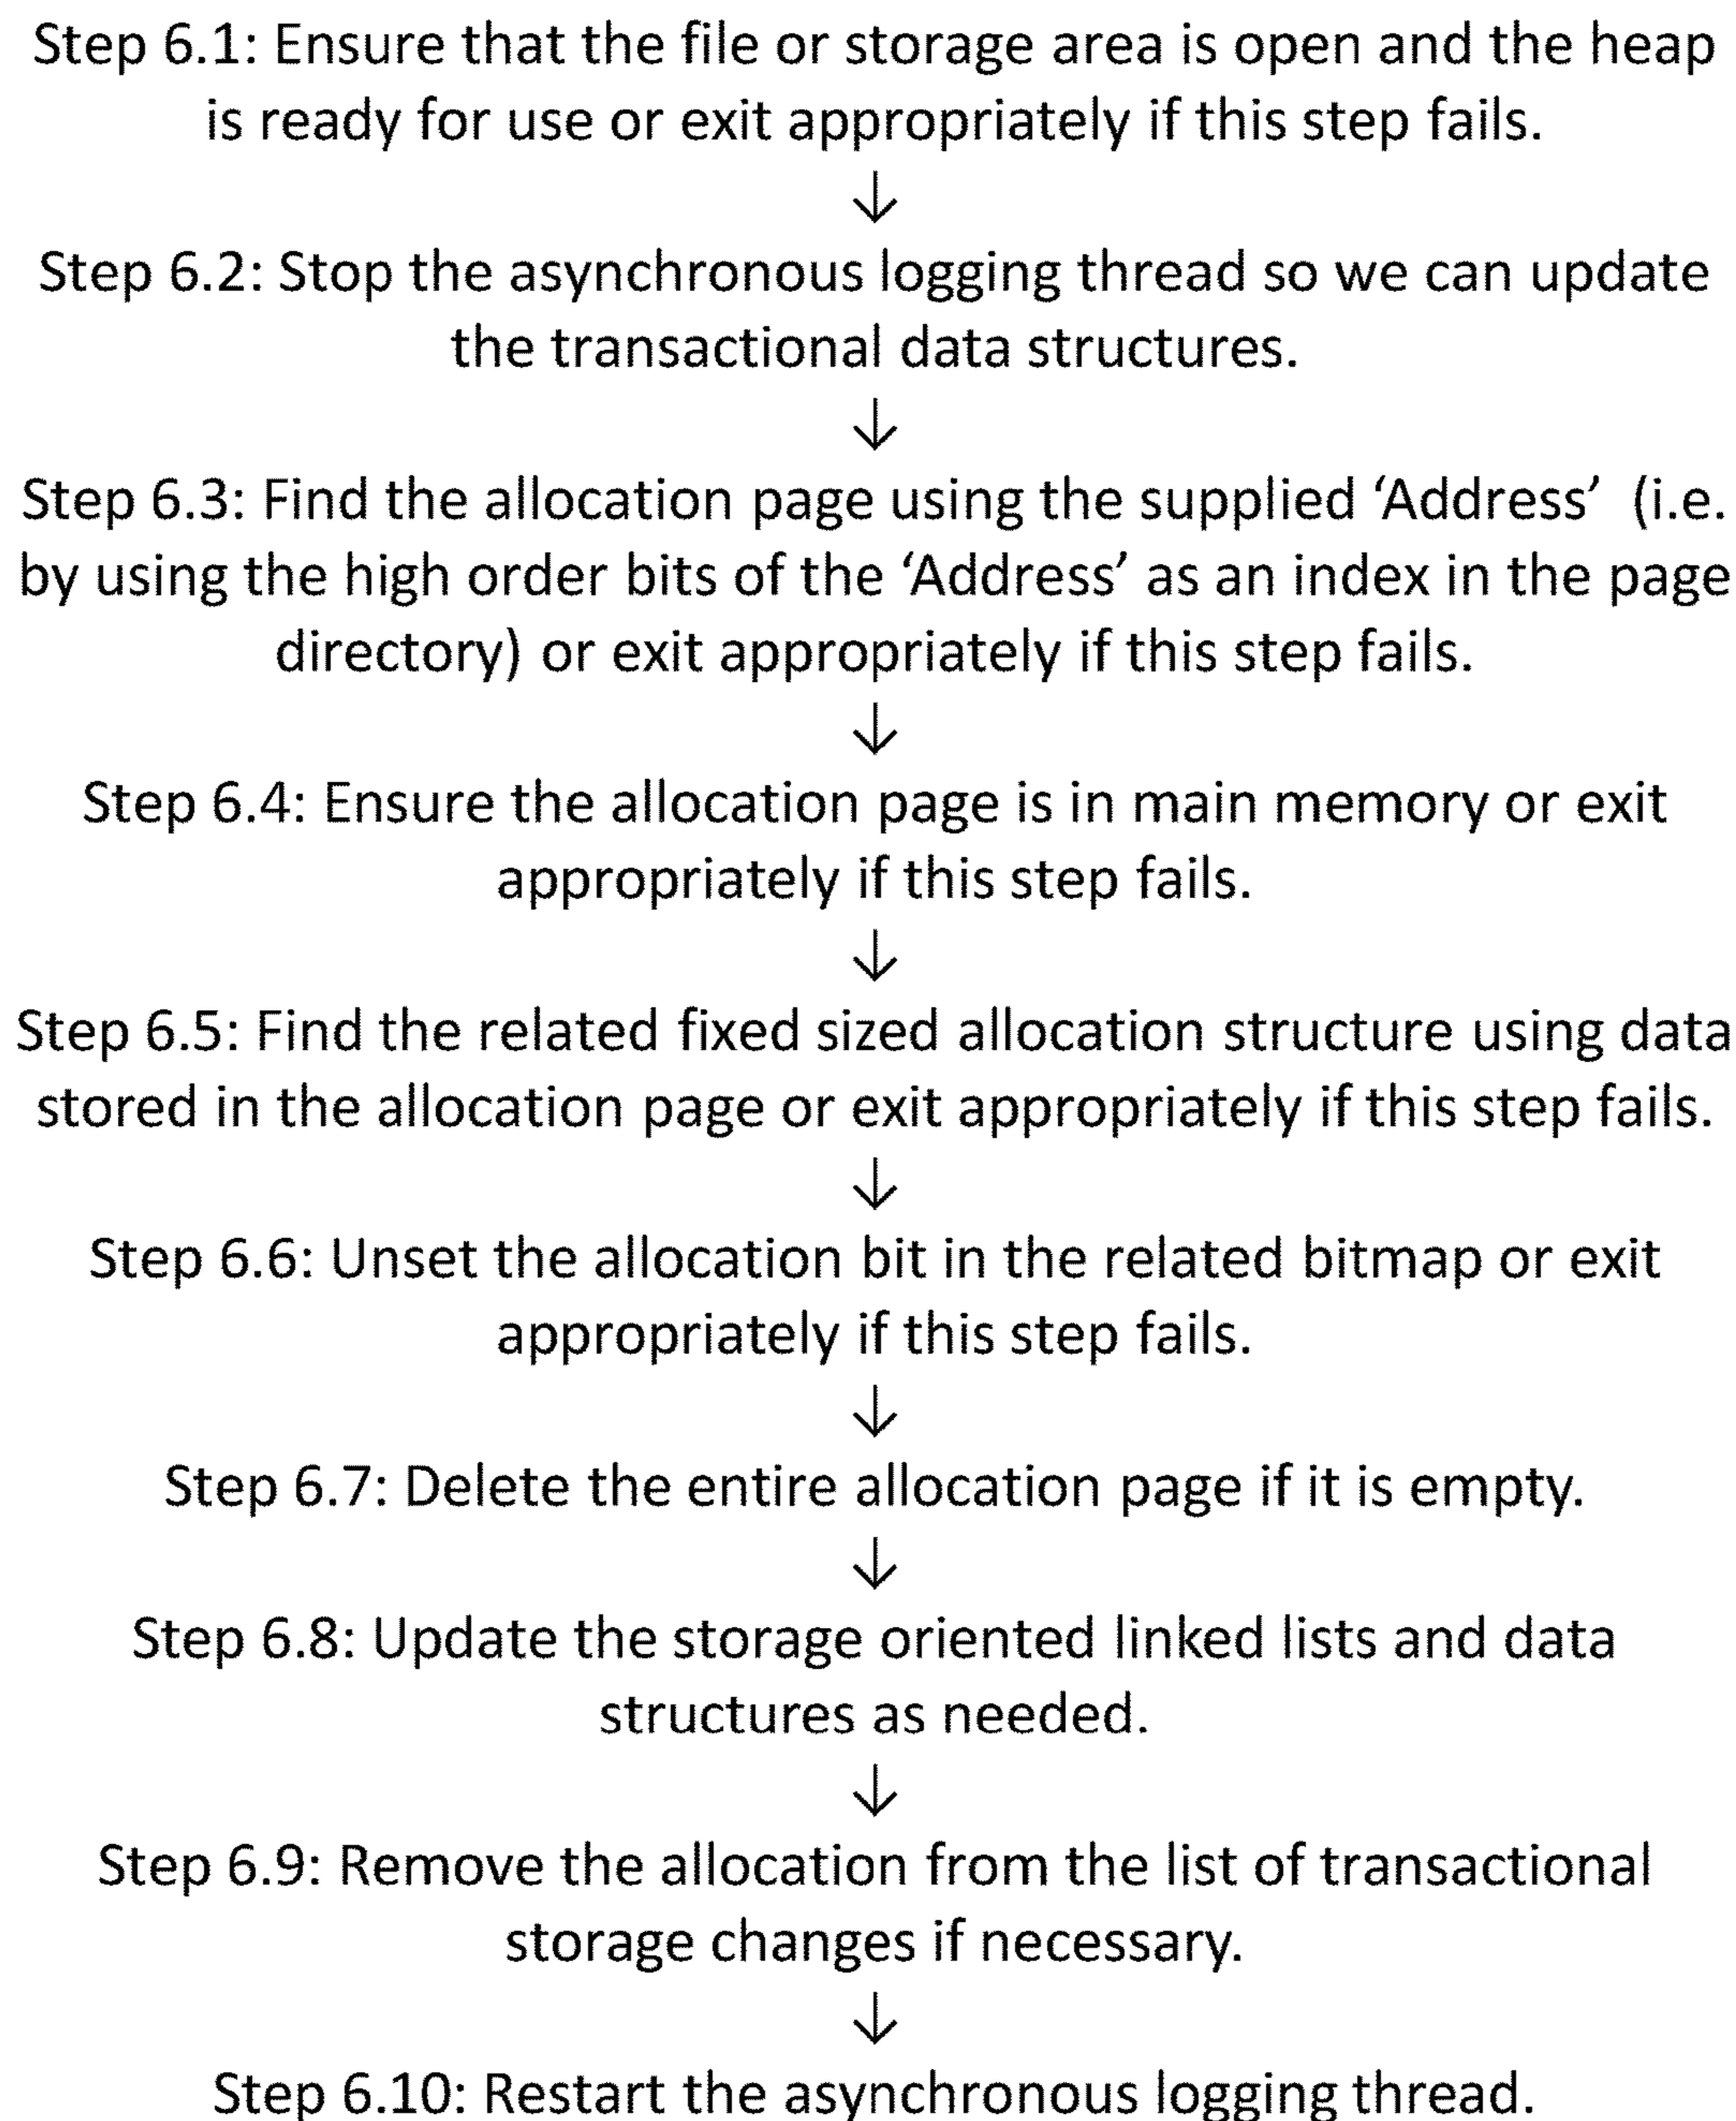 Step 6.1: Ensure that the file or storage area is open and the heap
is ready for use or exit appropriately if this step fails.
↓
Step 6.2: Stop the asynchronous logging thread so we can update
the transactional data structures.
↓
Step 6.3: Find the allocation page using the supplied ‘Address’ (i.e.
by using the high order bits of the ‘Address’ as an index in the page
directory) or exit appropriately if this step fails.
↓
Step 6.4: Ensure the allocation page is in main memory or exit
appropriately if this step fails.
↓
Step 6.5: Find the related fixed sized allocation structure using data
stored in the allocation page or exit appropriately if this step fails.
↓
Step 6.6: Unset the allocation bit in the related bitmap or exit
appropriately if this step fails.
↓
Step 6.7: Delete the entire allocation page if it is empty.
↓
Step 6.8: Update the storage oriented linked lists and data
structures as needed.
↓
Step 6.9: Remove the allocation from the list of transactional
storage changes if necessary.
↓
Step 6.10: Restart the asynchronous logging thread.